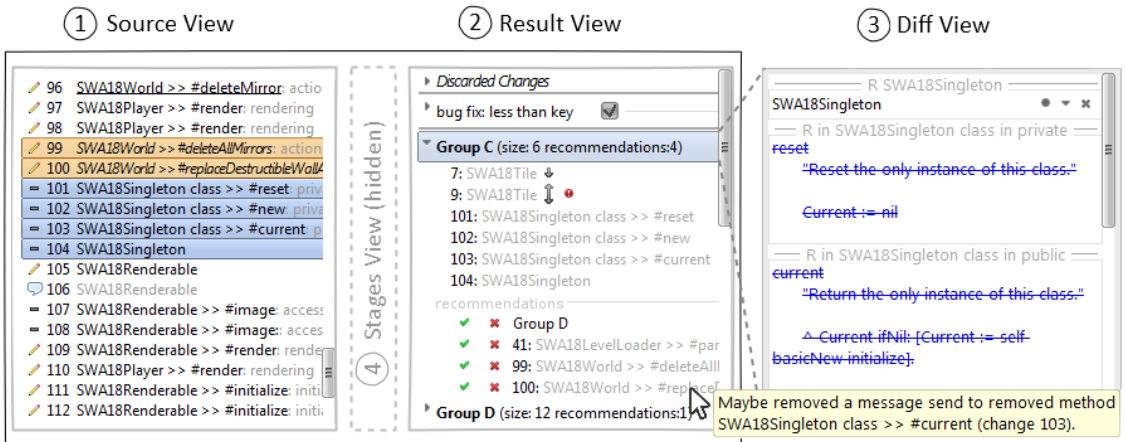 1 Source View
2 Result View
3 Diff View
96 SWA18World >> #deleteMirror: actio
97 SWA18Player >> #render: rendering
98 SWA18Player >> #render: rendering
99 SWA18World >> #deleteAllMirrors: action
100 SWA18World >> #replaceDestructibleWallA
101 SWA18Singleton class >> #reset: priv
102 SWA18Singleton class >> #new: priva
103 SWA18Singleton class >> #current: p
104 SWA18Singleton
105 SWA18Renderable
106 SWA18Renderable
107 SWA18Renderable >> #image: access
108 SWA18Renderable >> #image:: acces
109 SWA18Renderable >> #render: rende
110 SWA18Player >> #render: rendering
111 SWA18Renderable >> #initialize: initi
112 SWA18Renderable >> #initialize: initi
4 Stages View (hidden)
Discarded Changes
bug fix: less than key
Group C (size: 6 recommendations:4)
7: SWA18Tile
9: SWA18Tile
101: SWA18Singleton class >> #reset
102: SWA18Singleton class >> #new
103: SWA18Singleton class >> #current
104: SWA18Singleton
recommendations
Group D
41: SWA18LevelLoader >> #par
99: SWA18World >> #deleteAll
100: SWA18World >> #replace
Group D (size: 12 recommendations:1)
R SWA18Singleton
SWA18Singleton
R in SWA18Singleton class in private
reset
"Reset the only instance of this class."
Current := nil
R in SWA18Singleton class in public
current
"Return the only instance of this class."
^ Current ifNil: [Current := self
basicNew initialize].
Maybe removed a message send to removed method
SWA18Singleton class >> #current (change 103).